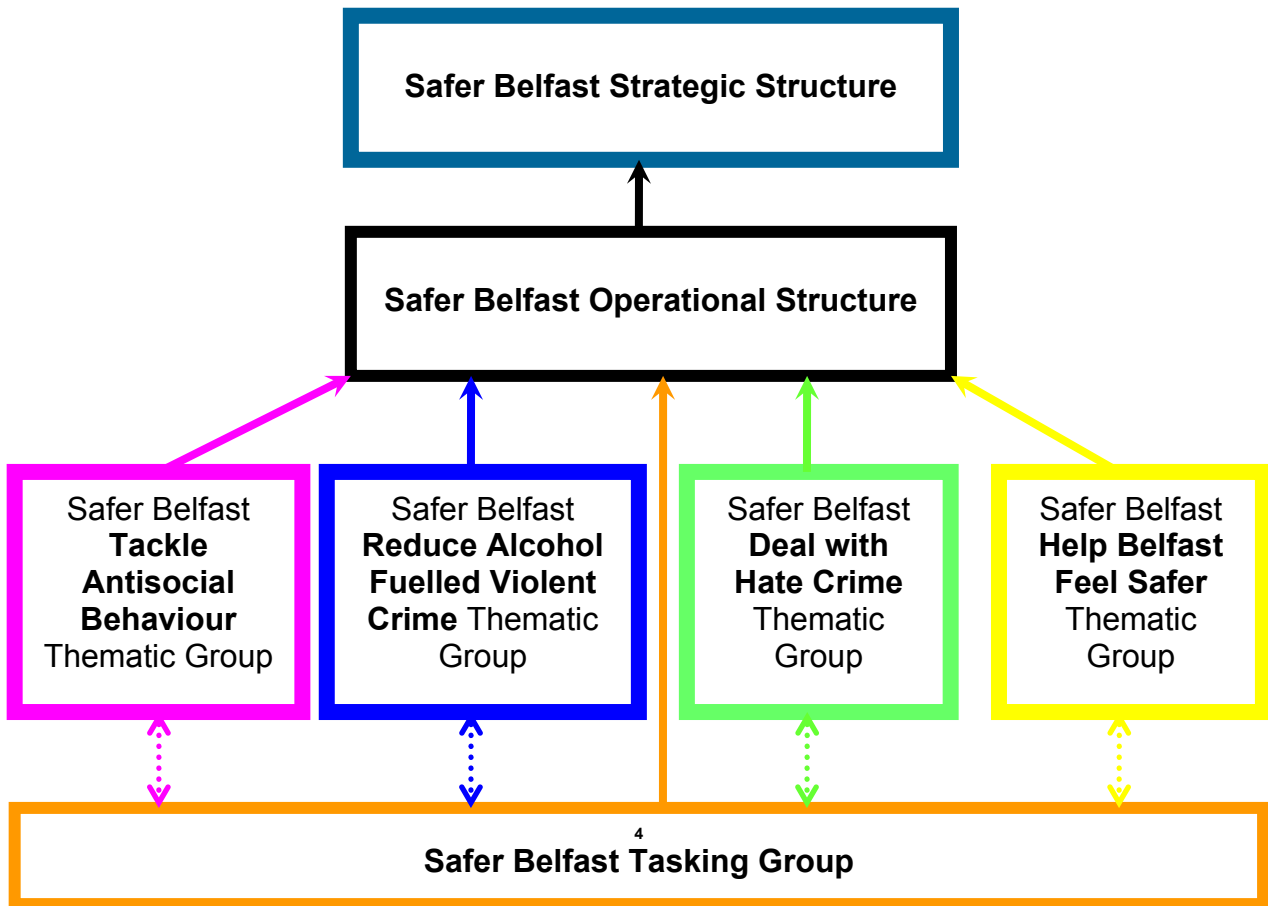 Safer Belfast Strategic Structure
Safer Belfast Operational Structure
Safer Belfast
Tackle
Antisocial
Behaviour
Thematic Group
Safer Belfast
Reduce Alcohol
Fuelled Violent
Crime Thematic
Group
Safer Belfast
Deal with
Hate Crime
Thematic
Group
Safer Belfast
Help Belfast
Feel Safer
Thematic
Group
4
Safer Belfast Tasking Group